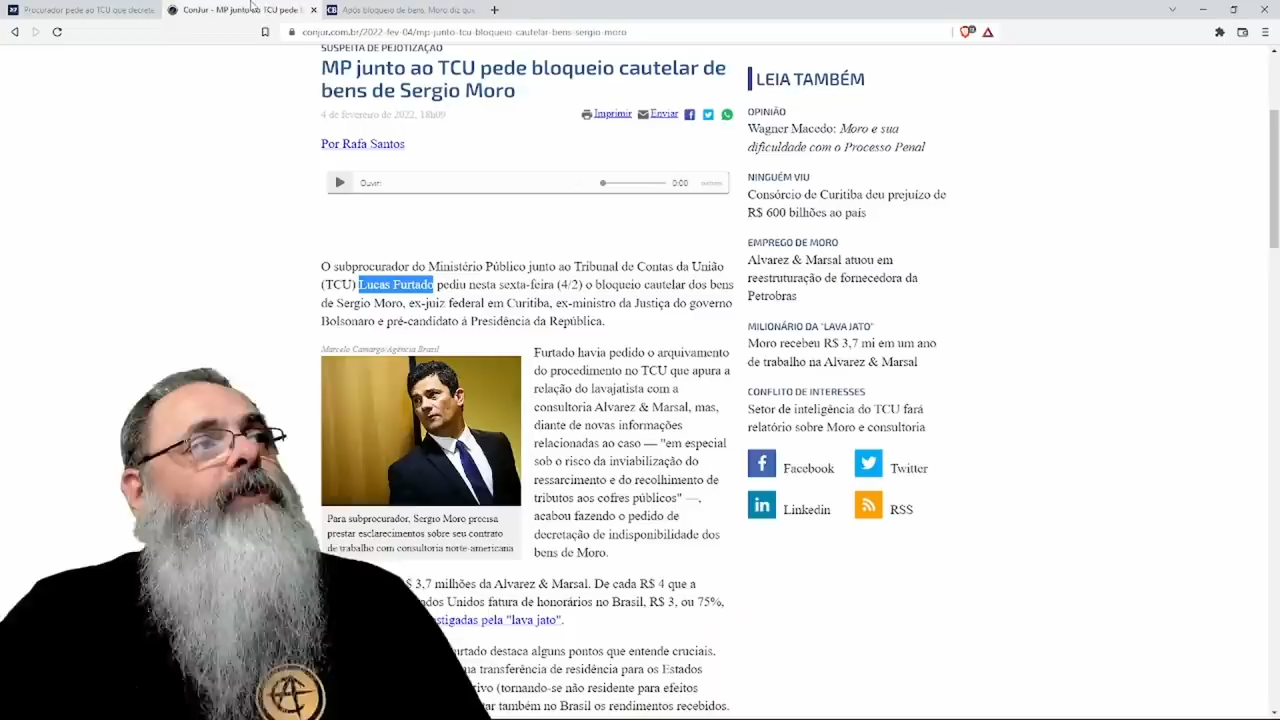 Procurador pede ao TCU que decrete
ConJur - MP junto ao TCU pede b
Após bloqueio de bens, Moro diz que
conjur.com.br/2022-fev-04/mp-junto-tcu-bloqueio-cautelar-bens-sergio-moro
SUSPEITA DE PEJOTIZAÇÃO
MP junto ao TCU pede bloqueio cautelar de
bens de Sergio Moro
4 de fevereiro de 2022, 18h09
Imprimir Enviar
Por Rafa Santos
Ouvir:
0:00
O subprocurador do Ministério Público junto ao Tribunal de Contas da União
(TCU) Lucas Furtado pediu nesta sexta-feira (4/2) o bloqueio cautelar dos bens
de Sergio Moro, ex-juiz federal em Curitiba, ex-ministro da Justiça do governo
Bolsonaro e pré-candidato à Presidência da República.
Marcelo Camargo/Agência Brasil
Para subprocurador, Sergio Moro precisa
prestar esclarecimentos sobre seu contrato
de trabalho com consultoria norte-americana
Furtado havia pedido o arquivamento
do procedimento no TCU que apura a
relação do lavajatista com a
consultoria Alvarez & Marsal, mas,
diante de novas informações
relacionadas ao caso — "em especial
sob o risco da inviabilização do
ressarcimento e do recolhimento de
tributos aos cofres públicos" —,
acabou fazendo o pedido de
decretação de indisponibilidade dos
bens de Moro.
$ 3,7 milhões da Alvarez & Marsal. De cada R$ 4 que a
dos Unidos fatura de honorários no Brasil, R$ 3, ou 75%,
stigadas pela "lava jato".
urtado destaca alguns pontos que entende cruciais.
ua transferência de residência para os Estados
ivo (tornando-se não residente para efeitos
tar também no Brasil os rendimentos recebidos.
LEIA TAMBÉM
OPINIÃO
Wagner Macedo: Moro e sua
dificuldade com o Processo Penal
NINGUÉM VIU
Consórcio de Curitiba deu prejuízo de
R$ 600 bilhões ao país
EMPREGO DE MORO
Alvarez & Marsal atuou em
reestruturação de fornecedora da
Petrobras
MILIONÁRIO DA "LAVA JATO"
Moro recebeu R$ 3,7 mi em um ano
de trabalho na Alvarez & Marsal
CONFLITO DE INTERESSES
Setor de inteligência do TCU fará
relatório sobre Moro e consultoria
Facebook Twitter
Linkedin RSS